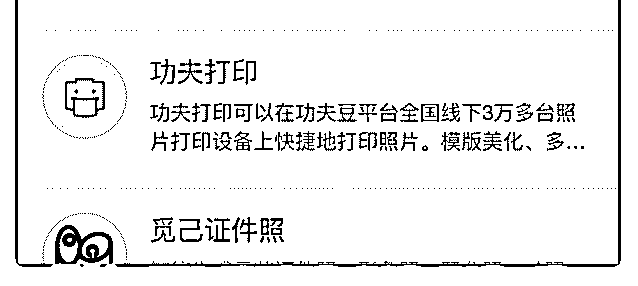 功夫打印
功夫打印可以在功夫豆平台全国线下3万多台照
片打印设备上快捷地打印照片。模版美化、多...
觅己证件照